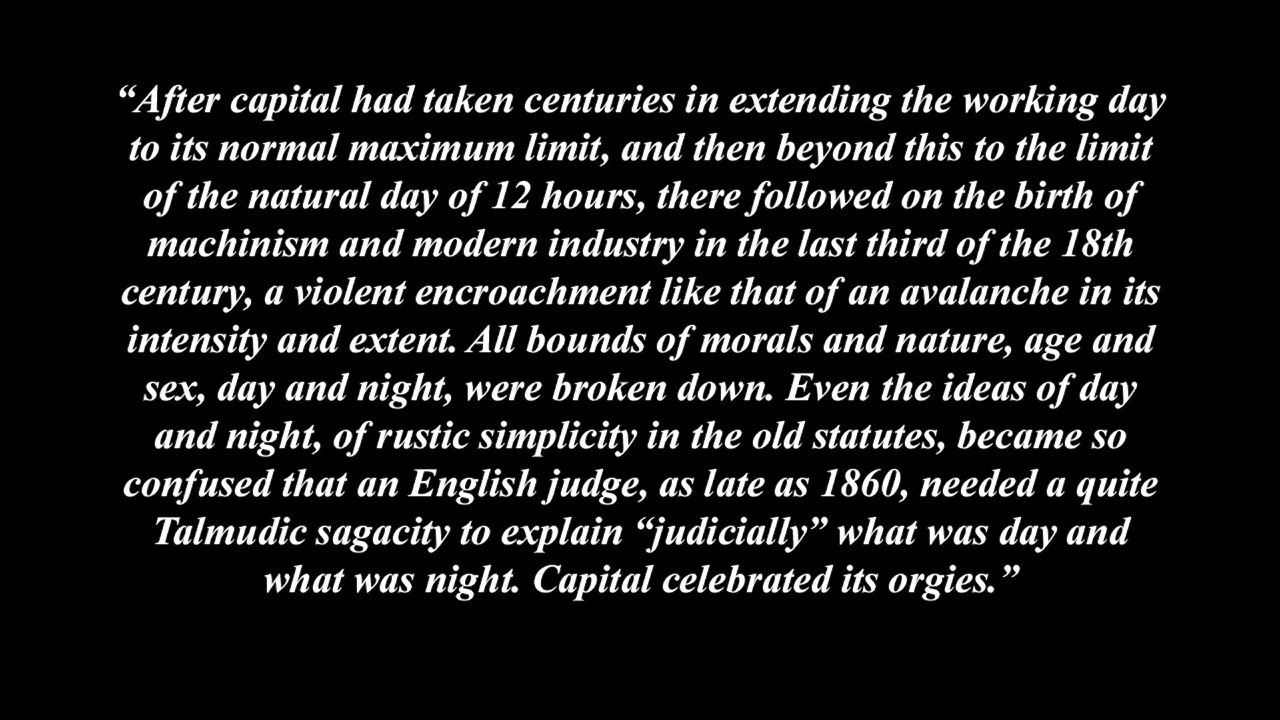 “After capital had taken centuries in extending the working day
to its normal maximum limit, and then beyond this to the limit
of the natural day of 12 hours, there followed on the birth of
machinism and modern industry in the last third of the 18th
century, a violent encroachment like that of an avalanche in its
intensity and extent. All bounds of morals and nature, age and
sex, day and night, were broken down. Even the ideas of day
and night, of rustic simplicity in the old statutes, became so
confused that an English judge, as late as 1860, needed a quite
Talmudic sagacity to explain “judicially” what was day and
what was night. Capital celebrated its orgies.”